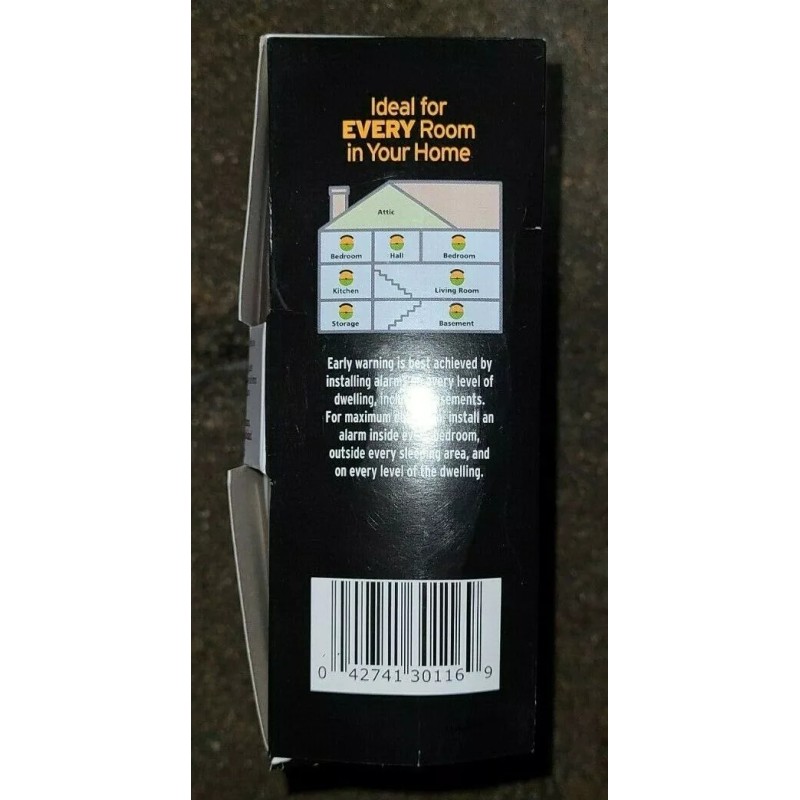 Ideal for
EVERY Room
in Your Home
Attic
Bedroom Hall Bedroom
Kitchen Living Room
Storage Basement
Early warning is best achieved by
installing alarms every level of
dwelling,
For maximum install an
alarm inside every bedroom,
outside every sleeping area, and
on every level of the dwelling.
0 42741 30116 9